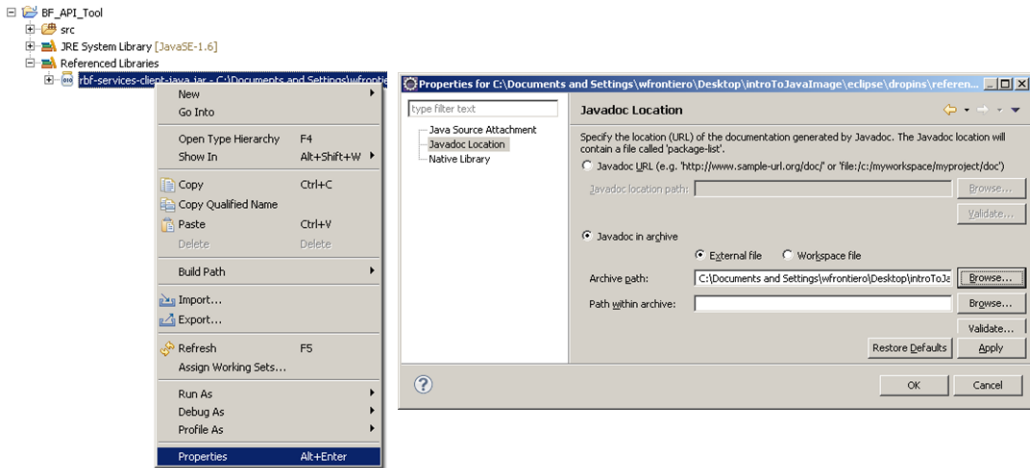 BF_API_Tool
src
JRE System Library [JavaSE-1.6]
Referenced Libraries
rbf-services-client-java.jar - C:\Documents and Settings\wfrontier
New
Go Into
Open Type Hierarchy F4
Show In Alt+Shift+W
Copy Ctrl+C
Copy Qualified Name
Paste Ctrl+V
Delete Delete
Build Path
Import...
Export...
Refresh F5
Assign Working Sets...
Run As
Debug As
Profile As
Properties Alt+Enter
Properties for C:\Documents and Settings\wfrontiero\Desktop\introToJavaImage\eclipse\dropins\referen...
type filter text
Java Source Attachment
Javadoc Location
Native Library
Javadoc Location
Specify the location (URL) of the documentation generated by Javadoc. The Javadoc location will
contain a file called 'package-list'.
Javadoc URL (e.g. 'http://www.sample-url.org/doc/' or 'file:/c:/myworkspace/myproject/doc')
Javadoc location path: Browse...
Validate...
Javadoc in archive
External file Workspace file
Archive path: C:\Documents and Settings\wfrontiero\Desktop\introToJa Browse...
Path within archive: Browse...
Validate...
Restore Defaults Apply
? OK Cancel